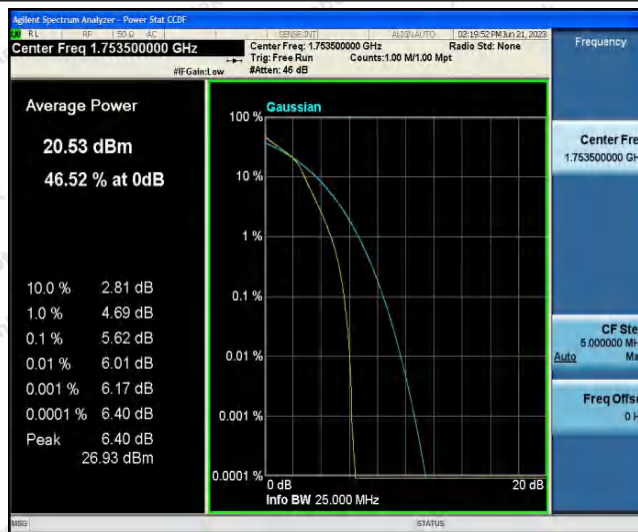 Agilent Spectrum Analyzer - Power Stat CCDF
RL RF 50 Ω AC SENSE:INT ALIGNAUTO 02:19:52 PM Jun 21, 2023
Center Freq 1.753500000 GHz
Center Freq: 1.753500000 GHz Radio Std: None
Trig: Free Run Counts:1.00 M/1.00 Mpt
#IFGain:Low #Atten: 46 dB
Frequency
Average Power
20.53 dBm
46.52 % at 0dB
10.0 % 2.81 dB
1.0 % 4.69 dB
0.1 % 5.62 dB
0.01 % 6.01 dB
0.001 % 6.17 dB
0.0001 % 6.40 dB
Peak 6.40 dB
26.93 dBm
Gaussian
100 %
10 %
1 %
0.1 %
0.01 %
0.001 %
0.0001 %
0 dB 20 dB
Info BW 25.000 MHz
Center Fre
1.753500000 GH
CF Ste
5.000000 MH
Auto Ma
Freq Offse
0 H
MSG STATUS